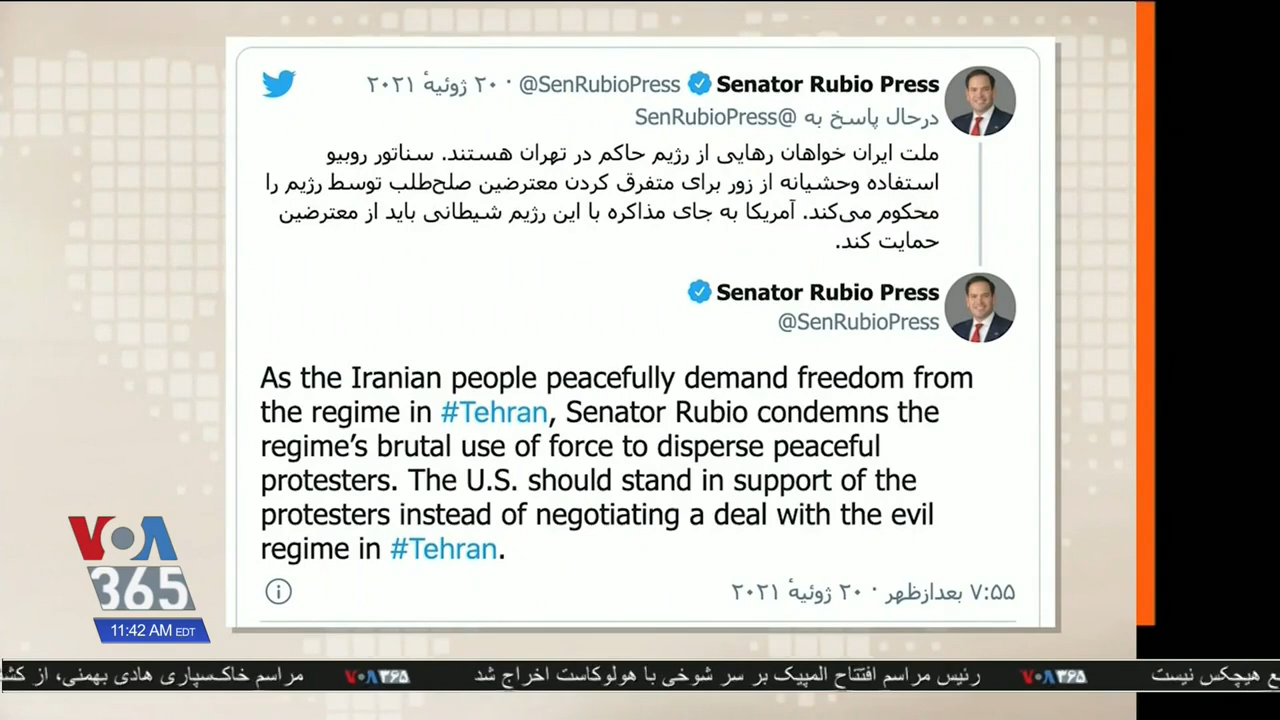 Senator Rubio Press @SenRubioPress · ۲۰ ژوئیهٔ ۲۰۲۱
درحال پاسخ به @SenRubioPress
ملت ایران خواهان رهایی از رژیم حاکم در تهران هستند. سناتور روبیو
استفاده وحشیانه از زور برای متفرق کردن معترضین صلح‌طلب توسط رژیم را
محکوم می‌کند. آمریکا به جای مذاکره با این رژیم شیطانی باید از معترضین
حمایت کند.
Senator Rubio Press
@SenRubioPress
As the Iranian people peacefully demand freedom from
the regime in #Tehran, Senator Rubio condemns the
regime’s brutal use of force to disperse peaceful
protesters. The U.S. should stand in support of the
protesters instead of negotiating a deal with the evil
regime in #Tehran.
۷:۵۵ بعدازظهر · ۲۰ ژوئیهٔ ۲۰۲۱
VOA
365
11:42 AM EDT
هیچکس نیست VOA۳۶۵ رئیس مراسم افتتاح المپیک بر سر شوخی با هولوکاست اخراج شد VOA۳۶۵ مراسم خاک‌سپاری هادی بهمنی، از